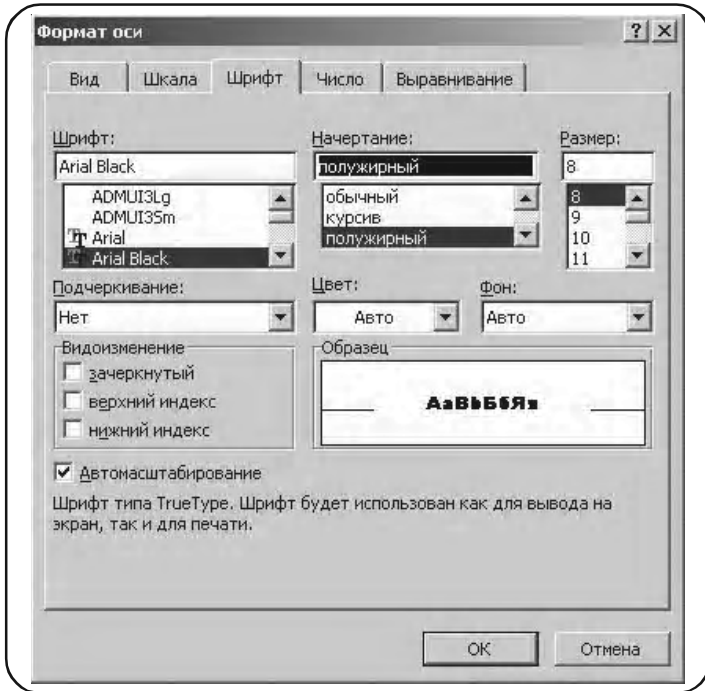 Формат оси
Вид Шкала Шрифт Число Выравнивание
Шрифт: Начертание: Размер:
Arial Black полужирный 8
ADMUI3Lg обычный 8
ADMUI3Sm курсив 9
Arial полужирный 10
Arial Black 11
Подчеркивание: Цвет: Фон:
Нет Авто Авто
Видоизменение Образец
зачеркнутый
верхний индекс АаВЬБбЯя
нижний индекс
Автомасштабирование
Шрифт типа TrueType. Шрифт будет использован как для вывода на
экран, так и для печати.
ОК Отмена